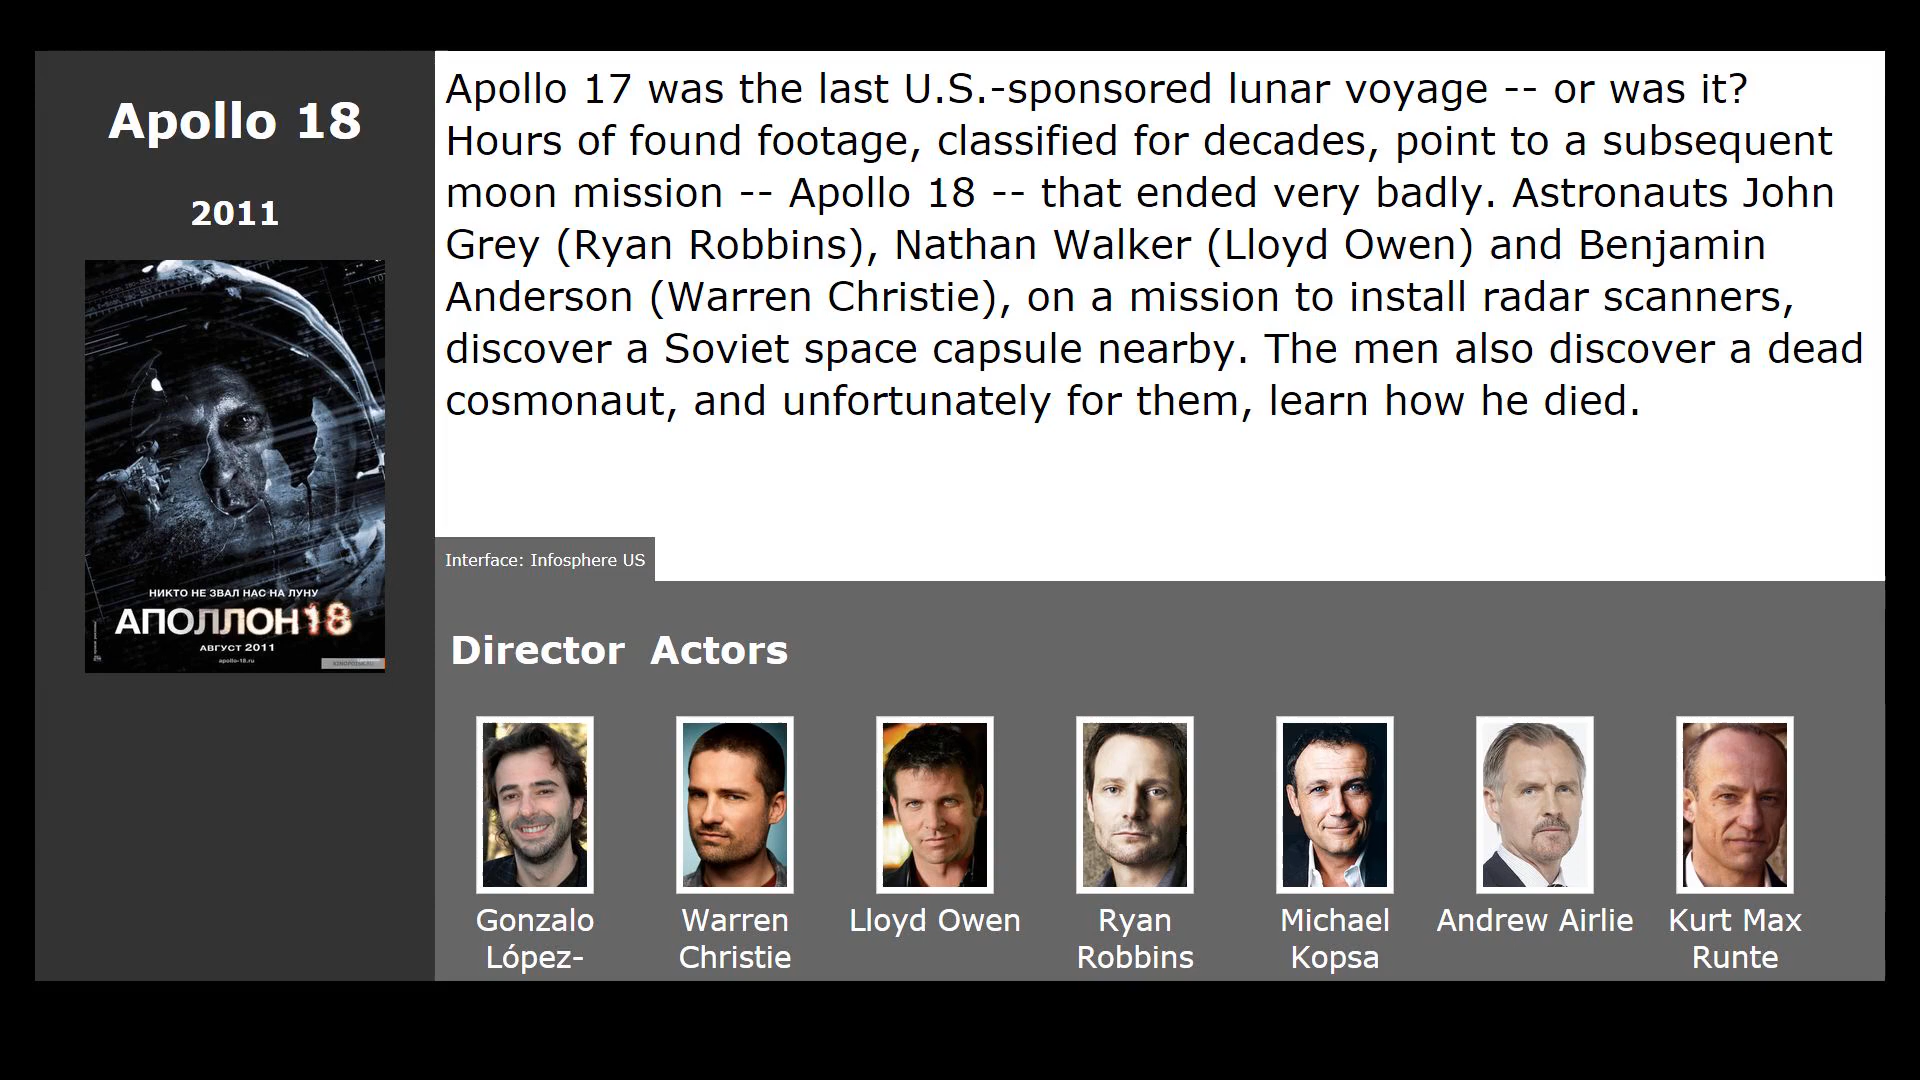 Apollo 18
2011
НИКТО НЕ ЗВАЛ НАС НА ЛУНУ
АПОЛЛОН 18
АВГУСТ 2011
apollo-18.ru
Apollo 17 was the last U.S.-sponsored lunar voyage -- or was it?
Hours of found footage, classified for decades, point to a subsequent
moon mission -- Apollo 18 -- that ended very badly. Astronauts John
Grey (Ryan Robbins), Nathan Walker (Lloyd Owen) and Benjamin
Anderson (Warren Christie), on a mission to install radar scanners,
discover a Soviet space capsule nearby. The men also discover a dead
cosmonaut, and unfortunately for them, learn how he died.
Interface: Infosphere US
Director Actors
Gonzalo
López-
Warren
Christie
Lloyd Owen
Ryan
Robbins
Michael
Kopsa
Andrew Airlie
Kurt Max
Runte